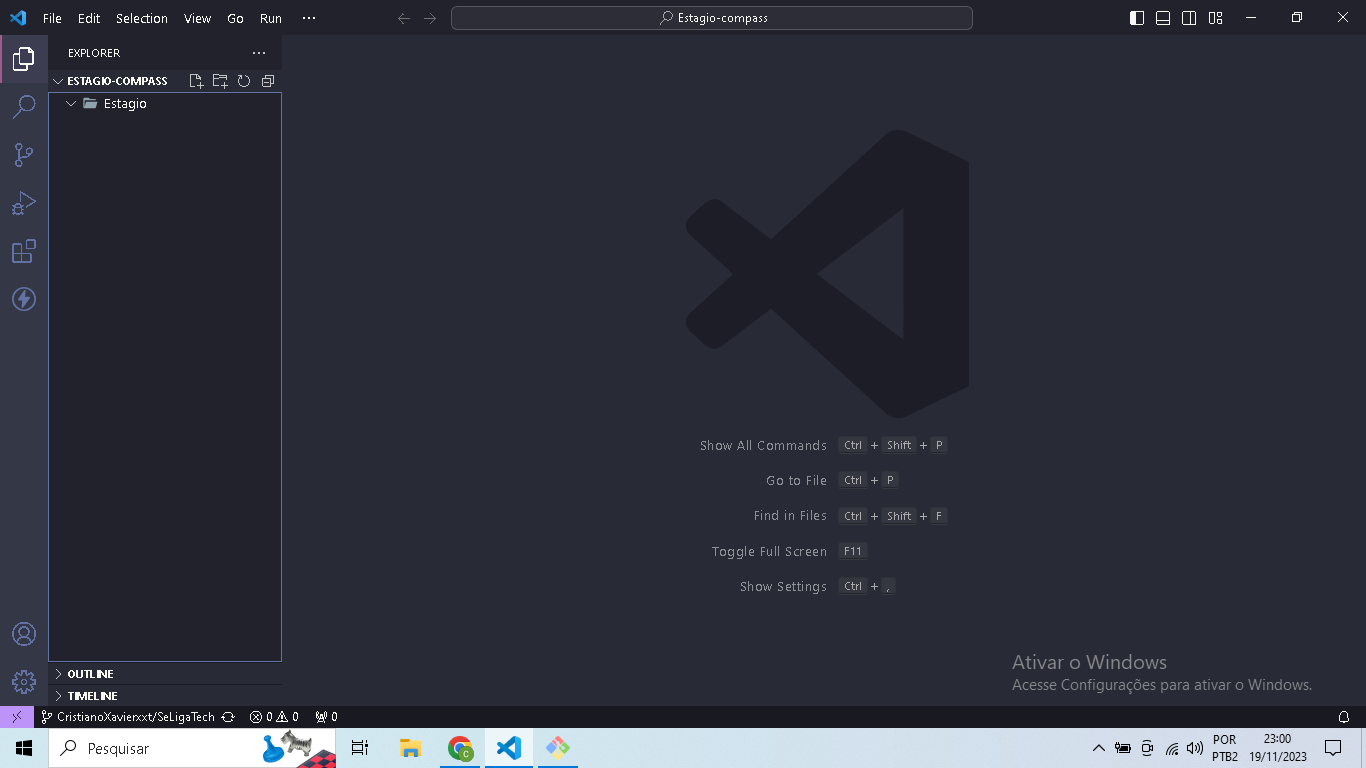 File Edit Selection View Go Run ···
Estagio-compass
EXPLORER ···
ESTAGIO-COMPASS
Estagio
Show All Commands Ctrl + Shift + P
Go to File Ctrl + P
Find in Files Ctrl + Shift + F
Toggle Full Screen F11
Show Settings Ctrl + ,
Ativar o Windows
Acesse Configurações para ativar o Windows.
OUTLINE
TIMELINE
CristianoXavierxxt/SeLigaTech 0 0 0
Pesquisar
C
POR
PTB2
23:00
19/11/2023